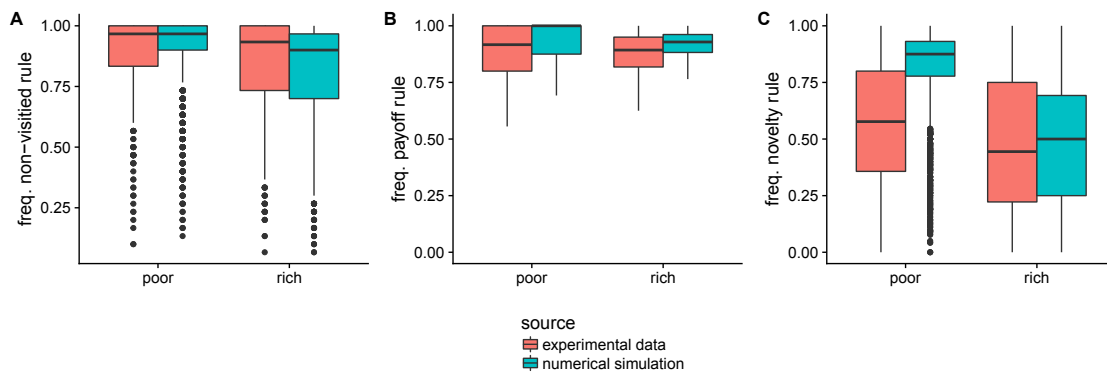 A
freq. non−visitied rule
1.00
0.75
0.50
0.25
poor
rich
B
freq. payoff rule
1.00
0.75
0.50
0.25
0.00
poor
rich
C
freq. novelty rule
1.00
0.75
0.50
0.25
0.00
poor
rich
source
experimental data
numerical simulation